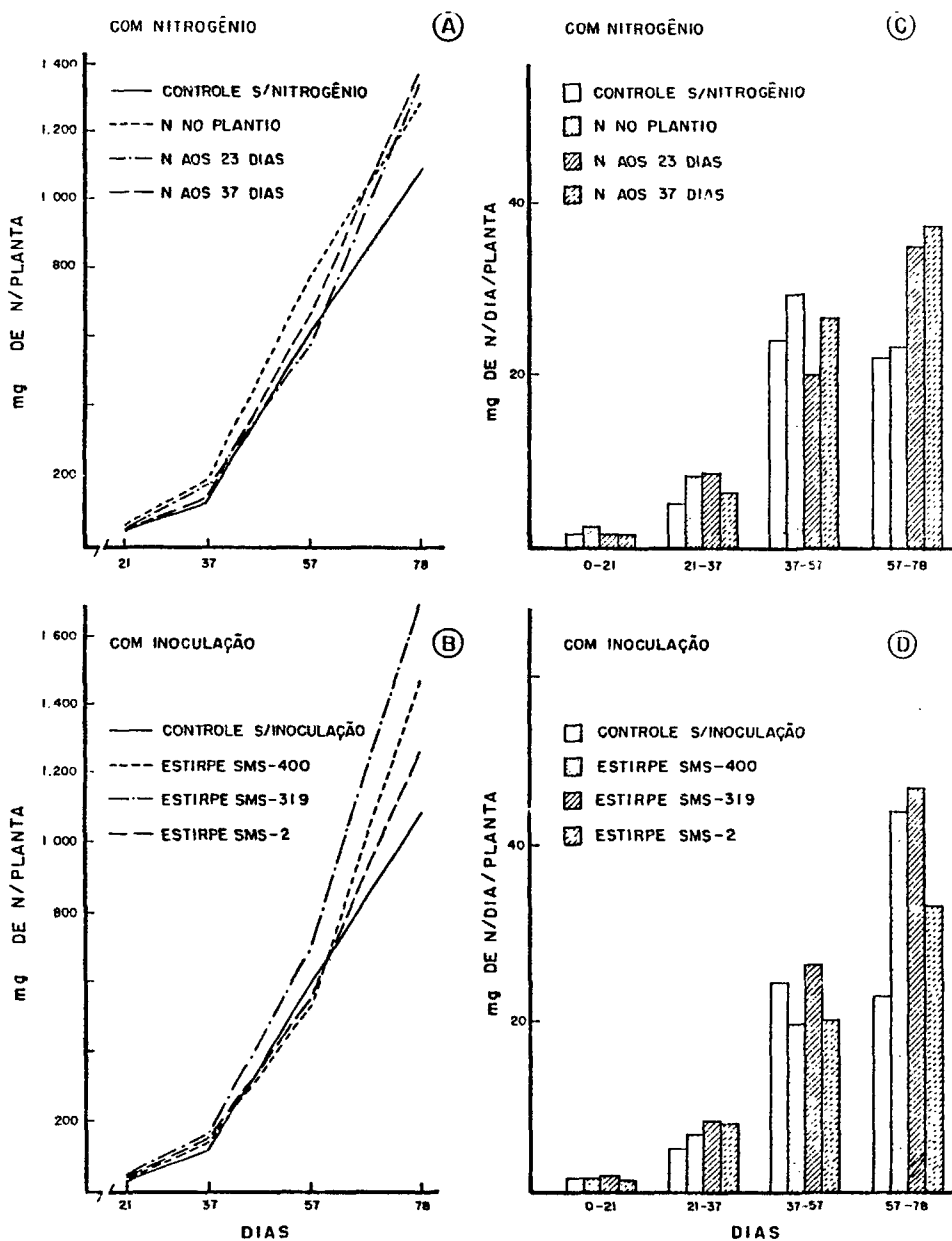 COM NITROGÊNIO
A
1 400
1.200
1 000
800
200
mg DE N/PLANTA
CONTROLE S/NITROGÊNIO
N NO PLANTIO
N AOS 23 DIAS
N AOS 37 DIAS
21
37
57
78
COM NITROGÊNIO
C
CONTROLE S/NITROGÊNIO
N NO PLANTIO
N AOS 23 DIAS
N AOS 37 DIAS
40
20
mg DE N/DIA/PLANTA
0-21
21-37
37-57
57-78
COM INOCULAÇÃO
B
1 600
1.400
1.200
1 000
800
200
mg DE N/PLANTA
CONTROLE S/INOCULAÇÃO
ESTIRPE SMS-400
ESTIRPE SMS-319
ESTIRPE SMS-2
21
37
57
78
DIAS
COM INOCULAÇÃO
D
CONTROLE S/INOCULAÇÃO
ESTIRPE SMS-400
ESTIRPE SMS-319
ESTIRPE SMS-2
40
20
mg DE N/DIA/PLANTA
0-21
21-37
37-57
57-78
DIAS